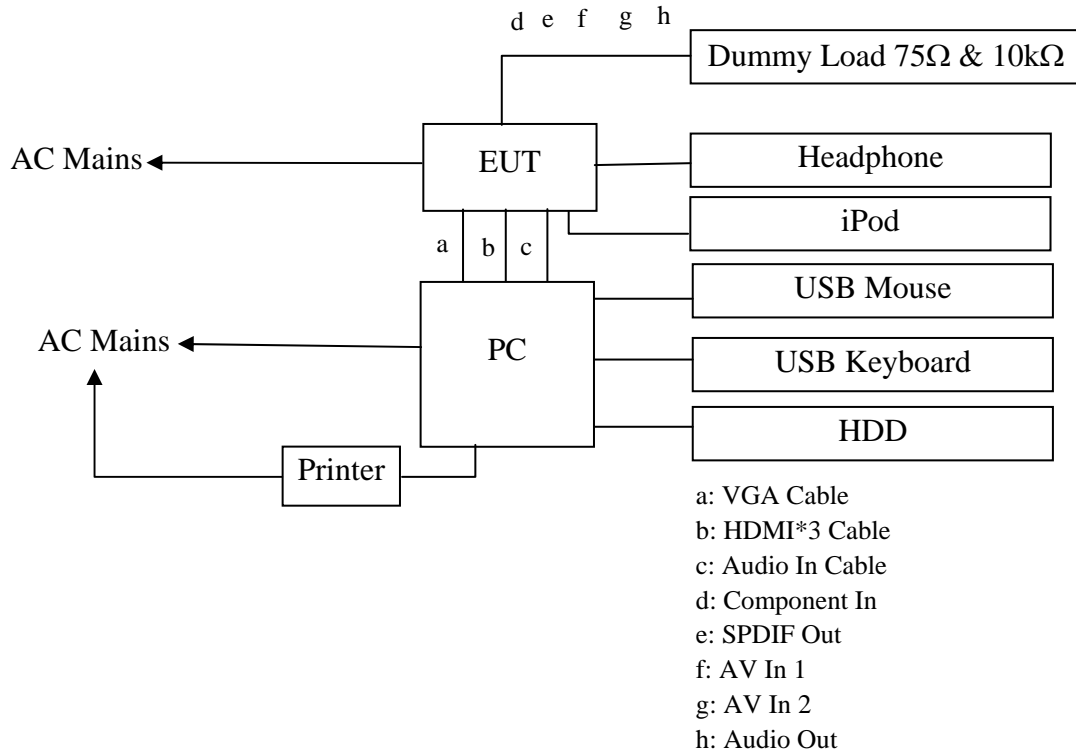 d e f g h
Dummy Load 75Ω & 10kΩ
AC Mains
EUT
Headphone
iPod
a b c
USB Mouse
AC Mains
PC
USB Keyboard
HDD
Printer
a: VGA Cable
b: HDMI*3 Cable
c: Audio In Cable
d: Component In
e: SPDIF Out
f: AV In 1
g: AV In 2
h: Audio Out